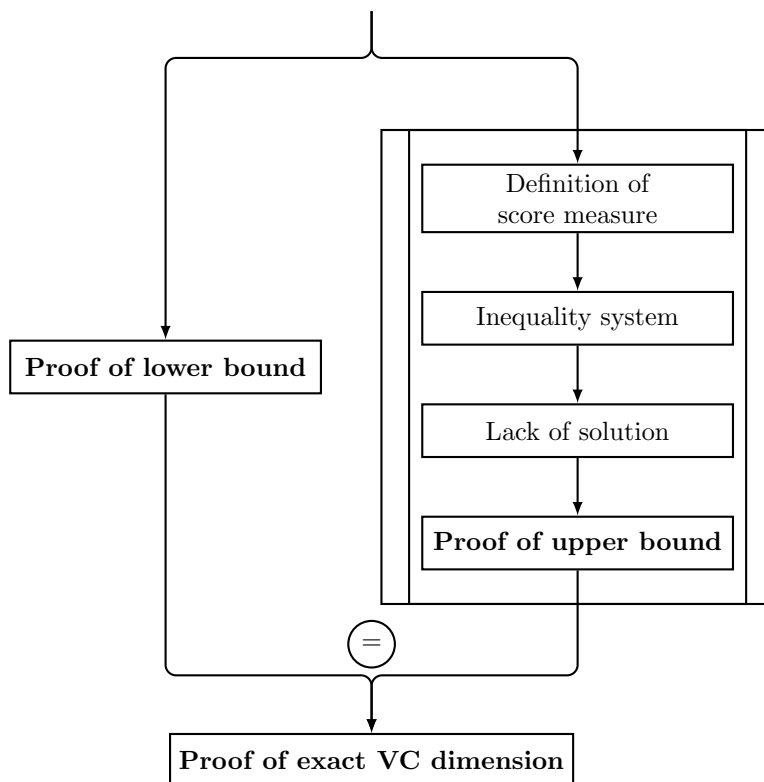 Definition of
score measure
Inequality system
Proof of lower bound
Lack of solution
Proof of upper bound
=
Proof of exact VC dimension